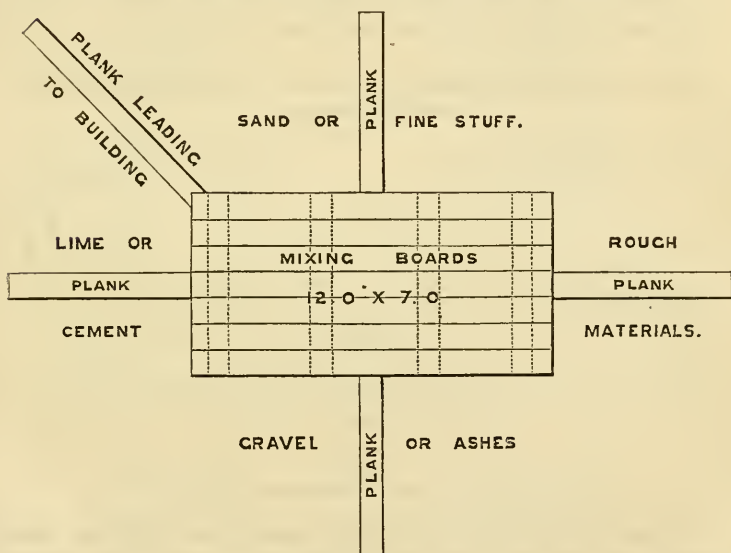 PLANK LEADING
TO BUILDING
SAND OR PLANK FINE STUFF.
LIME OR
PLANK
CEMENT
MIXING BOARDS
12 0 X 7. 0
ROUGH
PLANK
MATERIALS.
GRAVEL PLANK OR ASHES